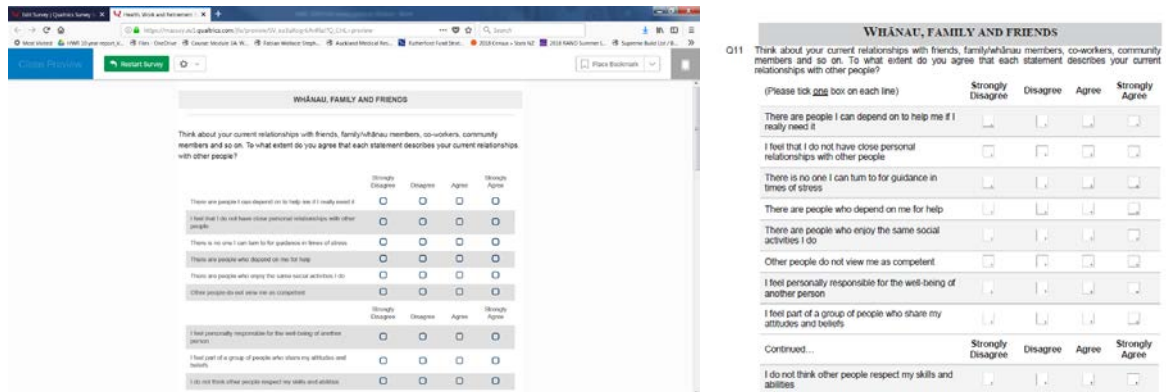 Edit Survey | Qualtrics Survey
Health, Work and Retirement
Most Visited
Close Preview
Restart Survey
Place Bookmark
WHĀNAU, FAMILY AND FRIENDS
Think about your current relationships with friends, family/whānau members, co-workers, community
members and so on. To what extent do you agree that each statement describes your current relationships
with other people?
Strongly Disagree Disagree Agree Strongly Agree
There are people I can depend on to help me if I really need it
I feel that I do not have close personal relationships with other
people
There is no one I can turn to for guidance in times of stress
There are people who depend on me for help
There are people who enjoy the same social activities I do
Other people do not view me as competent
Strongly Disagree Disagree Agree Strongly Agree
I feel personally responsible for the well-being of another
person
I feel part of a group of people who share my attitudes and
beliefs
I do not think other people respect my skills and abilities
WHĀNAU, FAMILY AND FRIENDS
Q11 Think about your current relationships with friends, family/whānau members, co-workers, community
members and so on. To what extent do you agree that each statement describes your current
relationships with other people?
(Please tick one box on each line) Strongly Disagree Disagree Agree Strongly Agree
There are people I can depend on to help me if I
really need it
I feel that I do not have close personal
relationships with other people
There is no one I can turn to for guidance in
times of stress
There are people who depend on me for help
There are people who enjoy the same social
activities I do
Other people do not view me as competent
I feel personally responsible for the well-being of
another person
I feel part of a group of people who share my
attitudes and beliefs
Continued... Strongly Disagree Disagree Agree Strongly Agree
I do not think other people respect my skills and
abilities